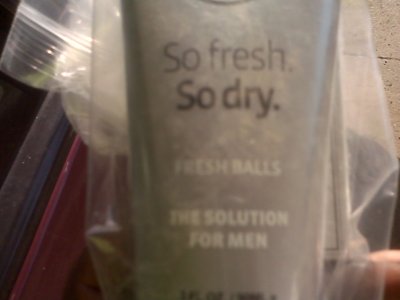 So fresh.
So dry.
FRESH BALLS
THE SOLUTION
FOR MEN